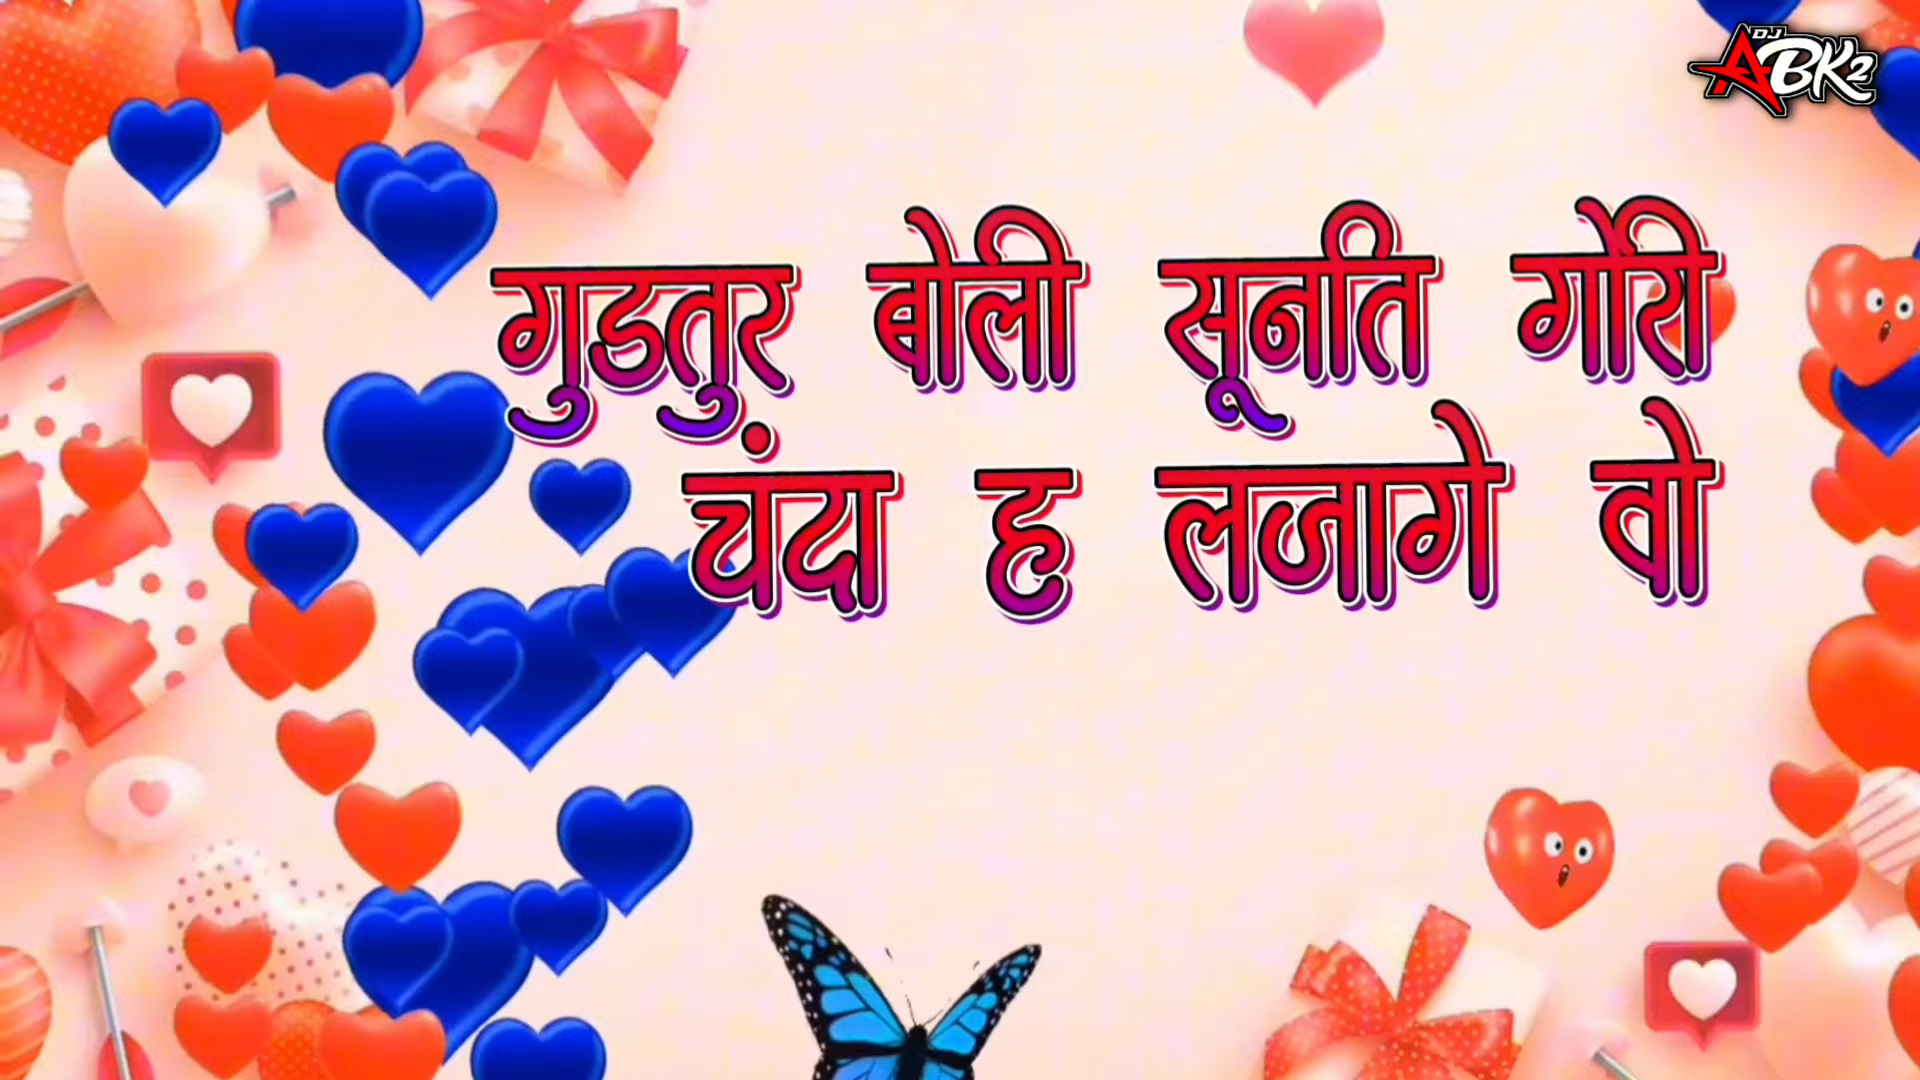 DJ ABK2
गुडतुर बोली सूनति गोंरी
चंदा ह लजागे वो